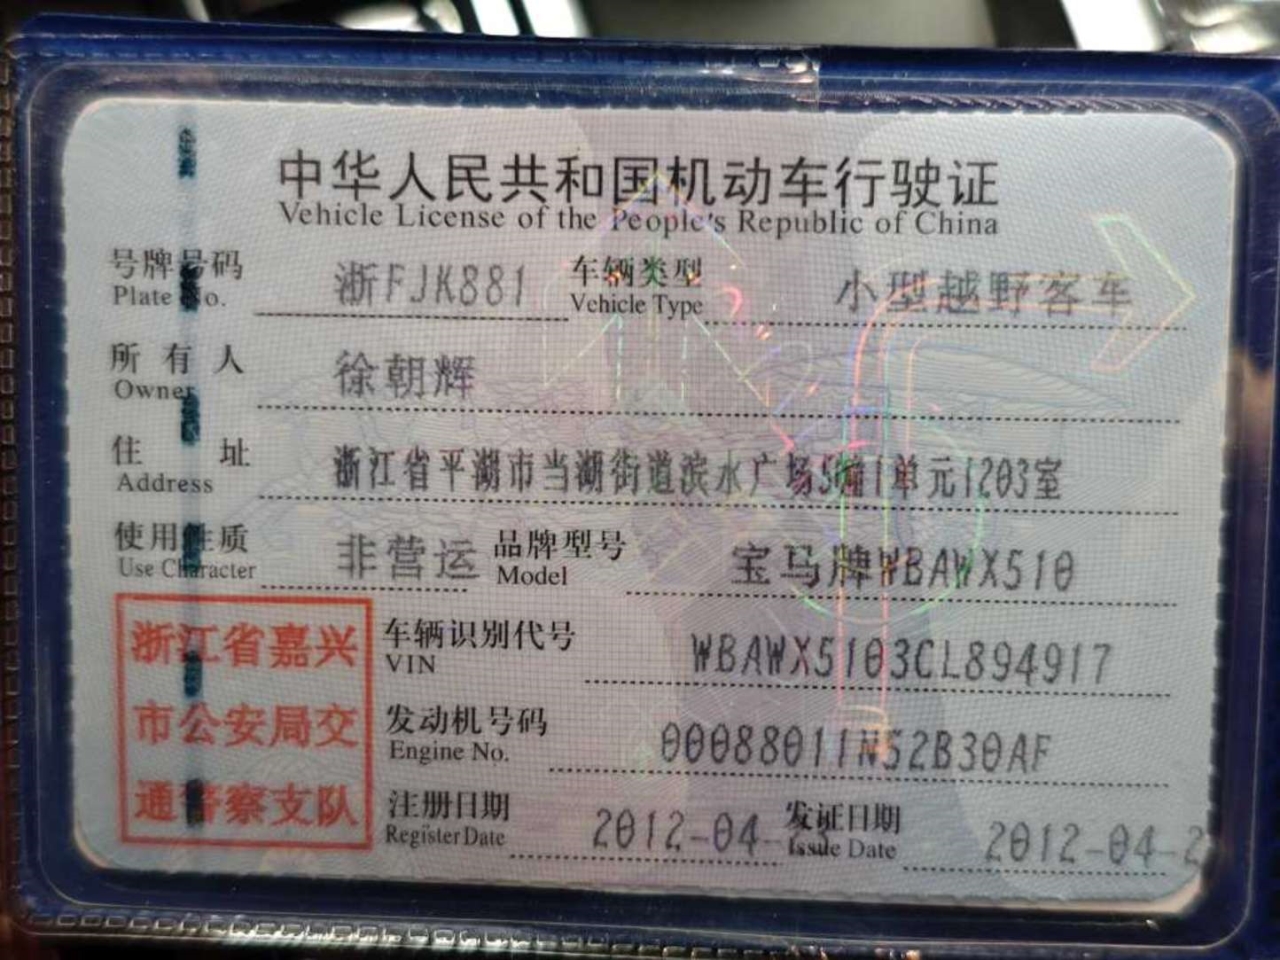 中华人民共和国机动车行驶证
Vehicle License of the People's Republic of China
号牌号码 浙FJK881 车辆类型 小型越野客车
Plate No. Vehicle Type
所有人 徐朝辉
Owner
住址 浙江省平湖市当湖街道滨水广场5幢1单元1203室
Address
使用性质 非营运 品牌型号 宝马牌WBAWX510
Use Character Model
浙江省嘉兴
市公安局交
通警察支队
车辆识别代号 WBAWX5103CL894917
VIN
发动机号码 00088011N52B30AF
Engine No.
注册日期 2012-04- 发证日期 2012-04-2
Register Date Issue Date